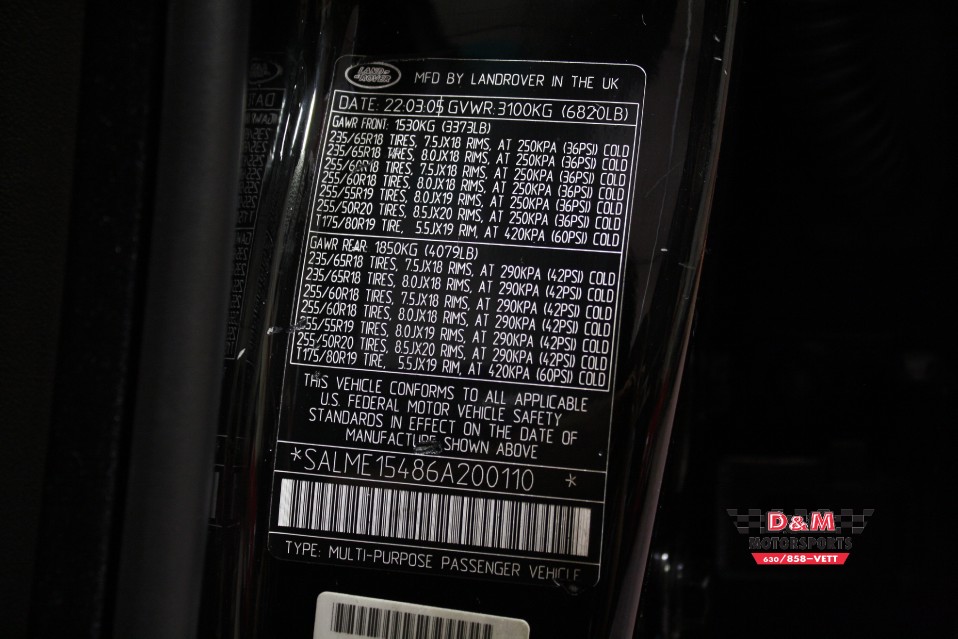 LAND-
-ROVER
MFD BY LANDROVER IN THE UK
DATE: 22:03:05 GVWR:3100KG (6820LB)
GAWR FRONT: 1530KG (3373LB)
235/65R18 TIRES, 7.5JX18 RIMS, AT 250KPA (36PSI) COLD
235/65R18 TIRES, 8.0JX18 RIMS, AT 250KPA (36PSI) COLD
255/60R18 TIRES, 7.5JX18 RIMS, AT 250KPA (36PSI) COLD
255/60R18 TIRES, 8.0JX18 RIMS, AT 250KPA (36PSI) COLD
255/55R19 TIRES, 8.0JX19 RIMS, AT 250KPA (36PSI) COLD
255/50R20 TIRES, 8.5JX20 RIMS, AT 250KPA (36PSI) COLD
T175/80R19 TIRE, 5.5JX19 RIM, AT 420KPA (60PSI) COLD
GAWR REAR: 1850KG (4079LB)
235/65R18 TIRES, 7.5JX18 RIMS, AT 290KPA (42PSI) COLD
235/65R18 TIRES, 8.0JX18 RIMS, AT 290KPA (42PSI) COLD
255/60R18 TIRES, 7.5JX18 RIMS, AT 290KPA (42PSI) COLD
255/60R18 TIRES, 8.0JX18 RIMS, AT 290KPA (42PSI) COLD
255/55R19 TIRES, 8.0JX19 RIMS, AT 290KPA (42PSI) COLD
255/50R20 TIRES, 8.5JX20 RIMS, AT 290KPA (42PSI) COLD
T175/80R19 TIRE, 5.5JX19 RIM, AT 420KPA (60PSI) COLD
THIS VEHICLE CONFORMS TO ALL APPLICABLE
U.S. FEDERAL MOTOR VEHICLE SAFETY
STANDARDS IN EFFECT ON THE DATE OF
MANUFACTURE SHOWN ABOVE
*SALME15486A200110 *
TYPE: MULTI-PURPOSE PASSENGER VEHICLE
D&M
MOTORSPORTS
630/858-VETT